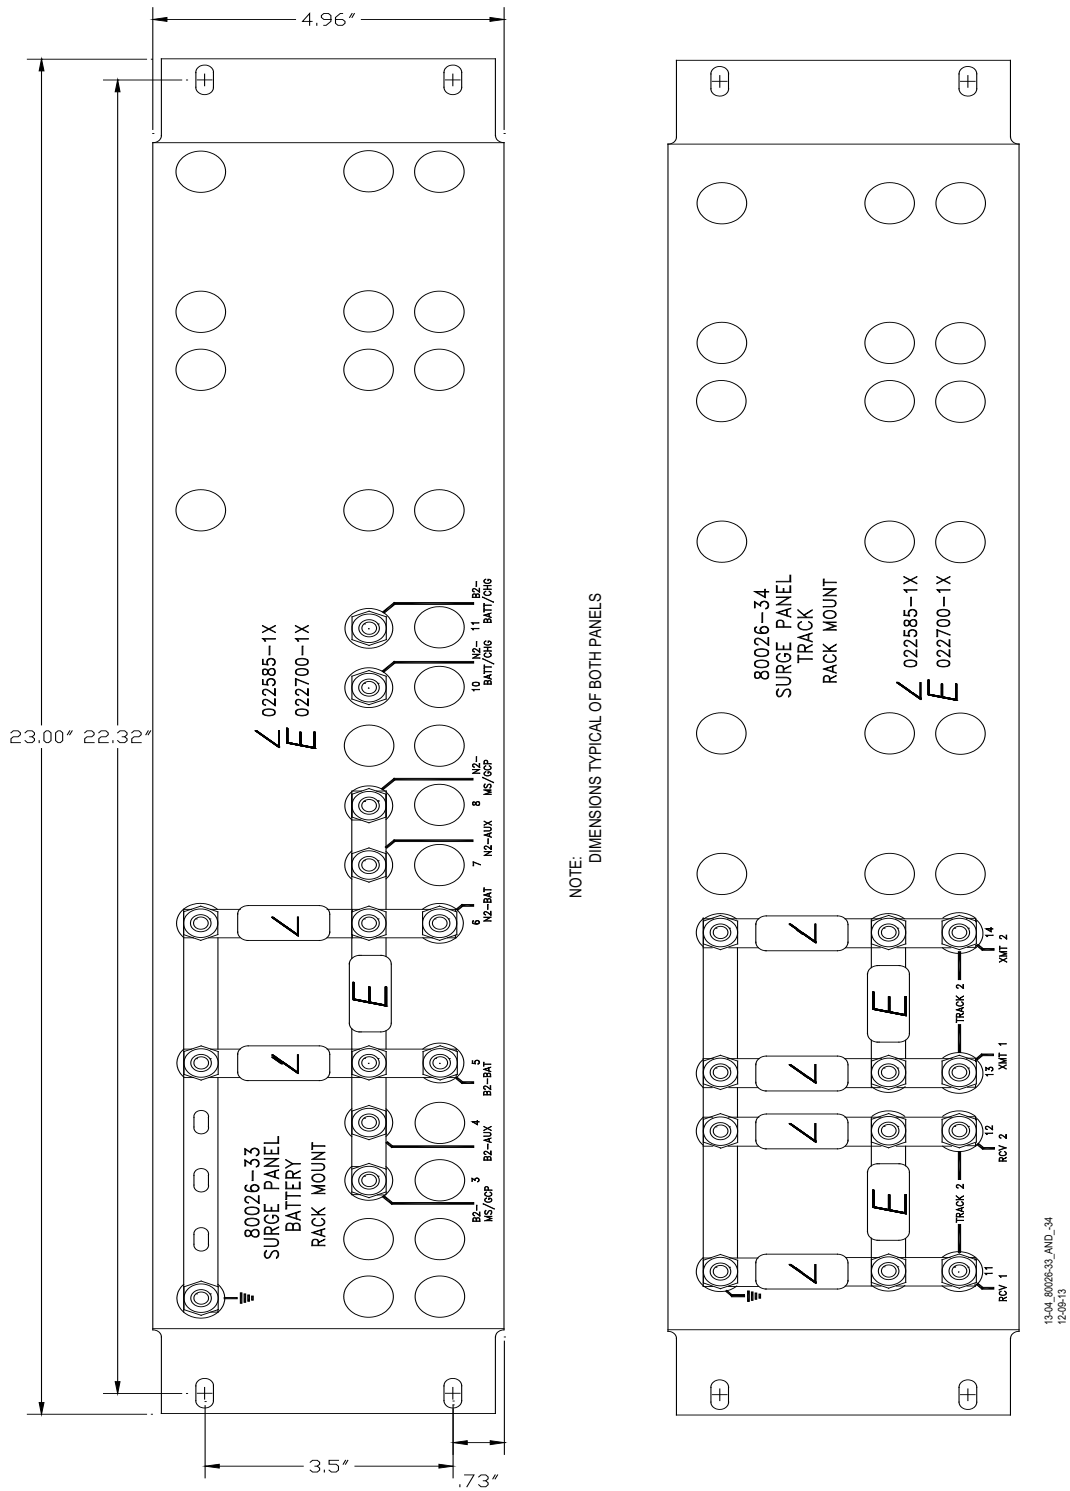 4.96"
23.00"
22.32"
3.5"
.73"
80026-33
SURGE PANEL
BATTERY
RACK MOUNT
∠ 022585-1X
E 022700-1X
B2-
MS/GCP
3
B2-AUX
4
B2-BAT
5
N2-BAT
6
N2-AUX
7
N2-
MS/GCP
8
N2-
BATT/CHG
10
B2-
BATT/CHG
11
∠
∠
E
NOTE:
DIMENSIONS TYPICAL OF BOTH PANELS
80026-34
SURGE PANEL
TRACK
RACK MOUNT
∠ 022585-1X
E 022700-1X
∠
∠
∠
∠
E
E
RCV 1
11
TRACK 2
RCV 2
12
XMT 1
13
TRACK 2
XMT 2
14
13-04_80026-33_AND_-34
12-09-13